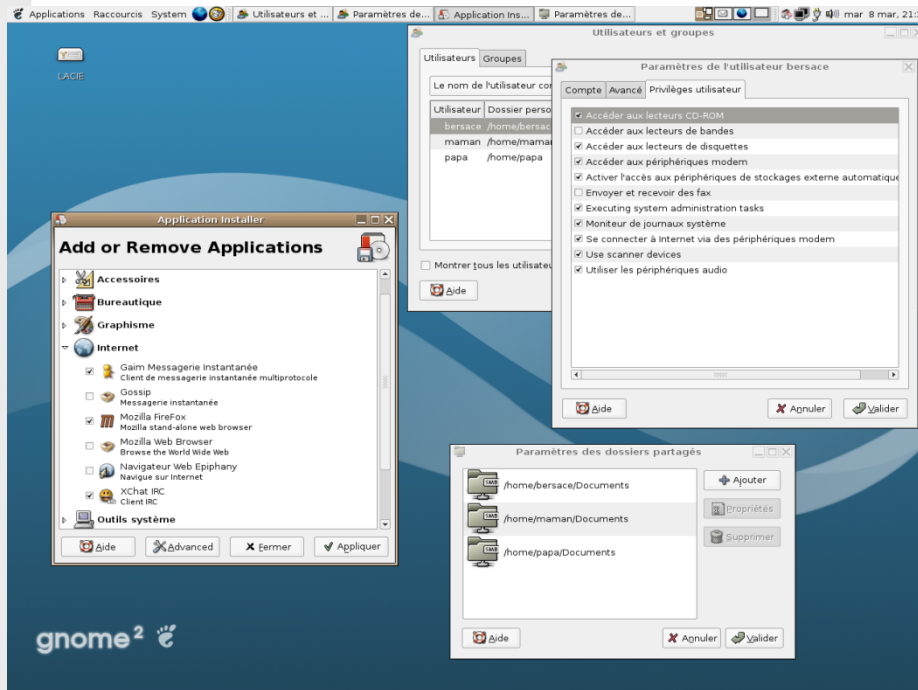 Applications Raccourcis System Utilisateurs et ... Paramètres de... Application Ins... Paramètres de... mar 8 mar, 21:
LACIE
Utilisateurs et groupes
Utilisateurs Groupes
Le nom de l'utilisateur cor
Utilisateur Dossier perso
bersace /home/bersac
maman /home/maman
papa /home/papa
Montrer tous les utilisateu
Aide
Paramètres de l'utilisateur bersace
Compte Avancé Privilèges utilisateur
Accéder aux lecteurs CD-ROM
Accéder aux lecteurs de bandes
Accéder aux lecteurs de disquettes
Accéder aux périphériques modem
Activer l'accès aux périphériques de stockages externe automatique
Envoyer et recevoir des fax
Executing system administration tasks
Moniteur de journaux système
Se connecter à Internet via des périphériques modem
Use scanner devices
Utiliser les périphériques audio
Aide Annuler Valider
Application Installer
Add or Remove Applications
Accessoires
Bureautique
Graphisme
Internet
Gaim Messagerie Instantanée
Client de messagerie instantanée multiprotocole
Gossip
Messagerie instantanée
Mozilla FireFox
Mozilla stand-alone web browser
Mozilla Web Browser
Browse the World Wide Web
Navigateur Web Epiphany
Navigue sur Internet
XChat IRC
Client IRC
Outils système
Aide Advanced Fermer Appliquer
Paramètres des dossiers partagés
SMB /home/bersace/Documents
SMB /home/maman/Documents
SMB /home/papa/Documents
Ajouter
Propriétés
Supprimer
Aide Annuler Valider
gnome2